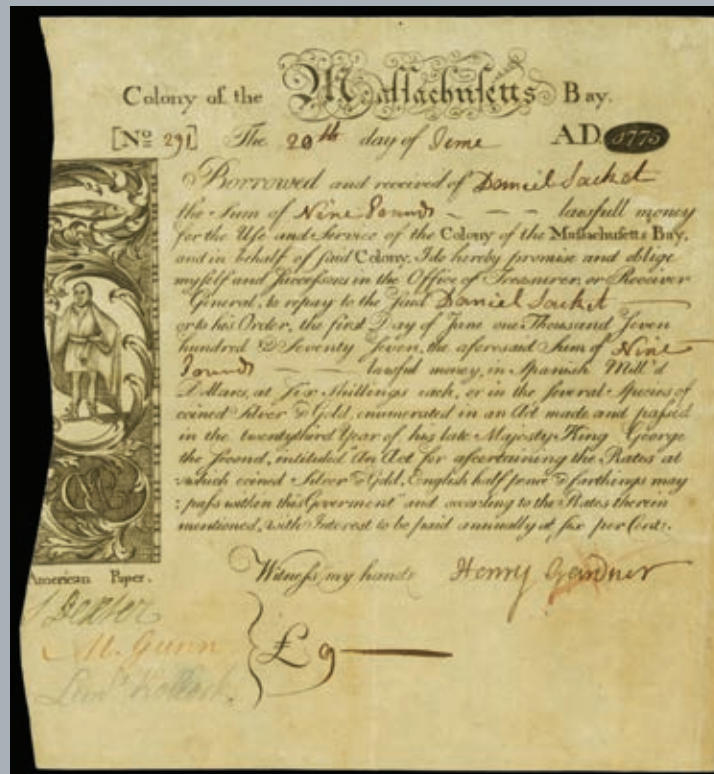 Colony of the Massachusetts Bay.
[No 291] The 20th day of June AD. 1775
Borrowed and received of Daniel Sacket
the Sum of Nine Pounds – – – lawfull money
for the Use and Service of the Colony of the Massachusetts Bay,
and in behalf of said Colony, I do hereby promise and oblige
myself and Successors in the Office of Treasurer, or Receiver
General, to repay to the said Daniel Sacket
or to his Order, the first Day of June one Thousand Seven
hundred & Seventy Seven, the aforesaid Sum of Nine
Pounds lawful money, in Spanish Mill'd
Dollars, at Six Shillings each, or in the several Species of
coined Silver & Gold, enumerated in an Act made and passed
in the twenty third Year of his late Majesty King George
the Second, intitled "An Act for ascertaining the Rates at
which coined Silver & Gold, English half pence & farthings may
pass within this Goverment" and according to the Rates therein
mentioned, with Interest to be paid annually at six per Cent:.
American Paper.
Witness my hand: Henry Gardner
Dexter
M. Gunn
£ 9